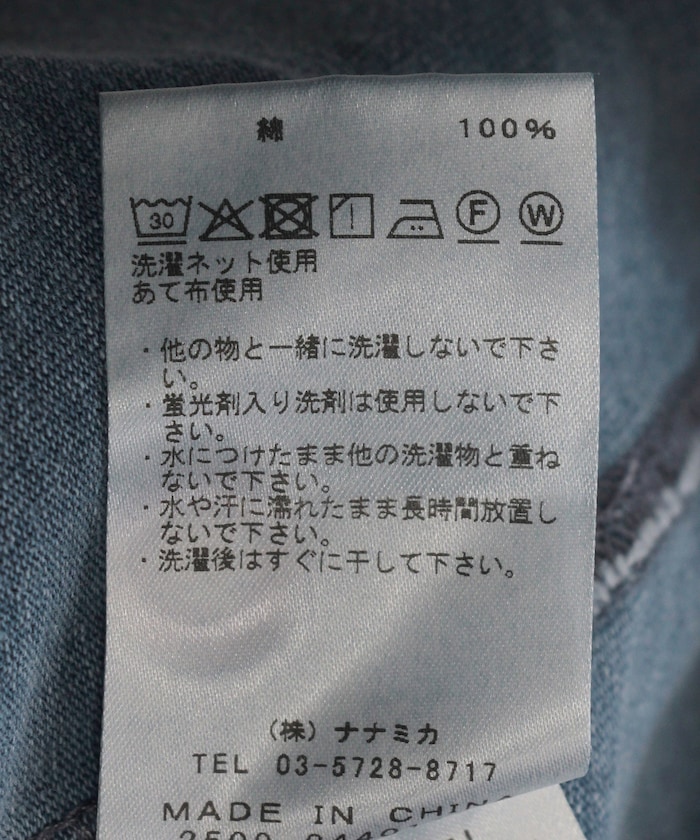 綿 100%
30 F W
洗濯ネット使用
あて布使用
・他の物と一緒に洗濯しないで下さ
い。
・蛍光剤入り洗剤は使用しないで下
さい。
・水につけたまま他の洗濯物と重ね
ないで下さい。
・水や汗に濡れたまま長時間放置し
ないで下さい。
・洗濯後はすぐに干して下さい。
(株) ナナミカ
TEL 03-5728-8717
MADE IN CHINA